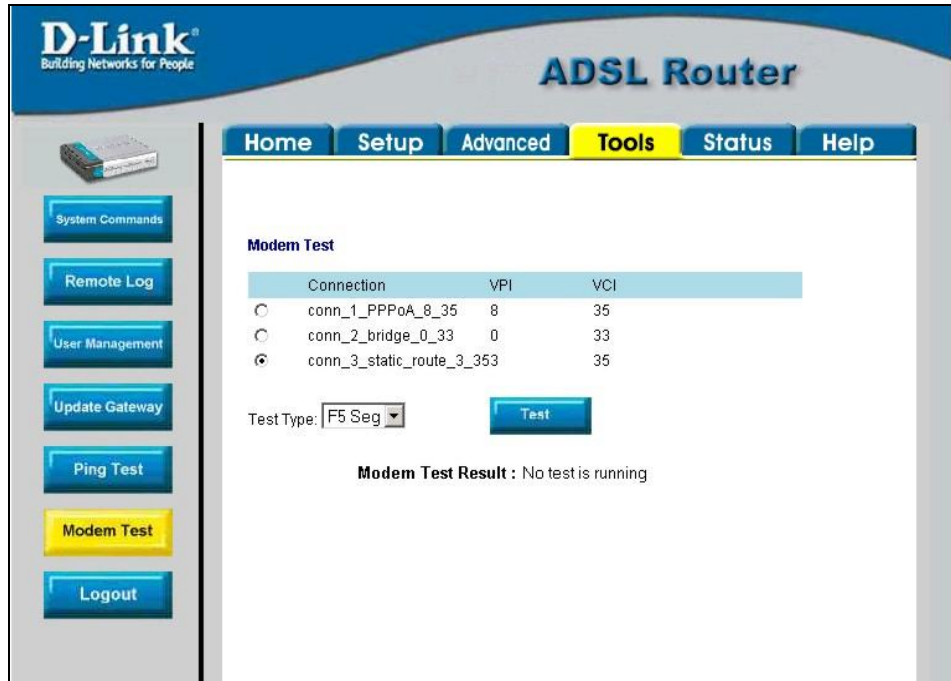 D-Link®
Building Networks for People
ADSL Router
Home Setup Advanced Tools Status Help
System Commands
Remote Log
User Management
Update Gateway
Ping Test
Modem Test
Logout
Modem Test
Connection VPI VCI
conn_1_PPPoA_8_35 8 35
conn_2_bridge_0_33 0 33
conn_3_static_route_3_353 35
Test Type: F5 Seg Test
Modem Test Result : No test is running